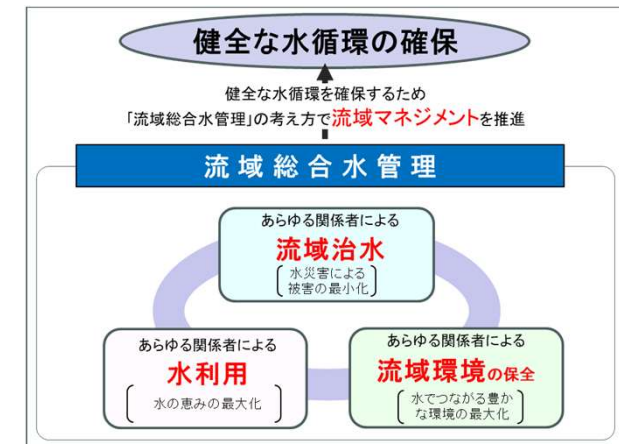 健全な水循環の確保
健全な水循環を確保するため
「流域総合水管理」の考え方で流域マネジメントを推進
流域総合水管理
あらゆる関係者による
流域治水
水災害による
被害の最小化
あらゆる関係者による
水利用
水の恵みの最大化
あらゆる関係者による
流域環境の保全
水でつながる豊か
な環境の最大化